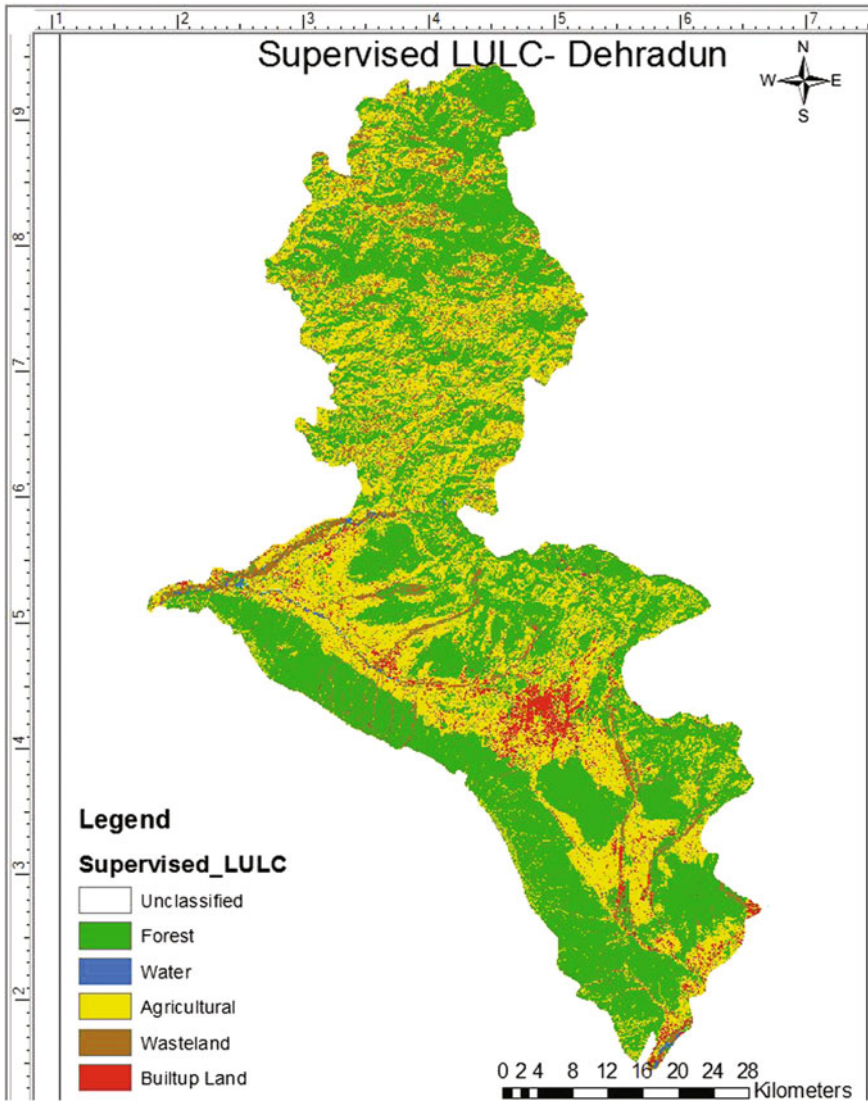 1 2 3 4 5 6 7
Supervised LULC- Dehradun
N
W E
S
9
8
7
6
5
4
3
2
Legend
Supervised_LULC
Unclassified
Forest
Water
Agricultural
Wasteland
Builtup Land
0 2 4 8 12 16 20 24 28
Kilometers